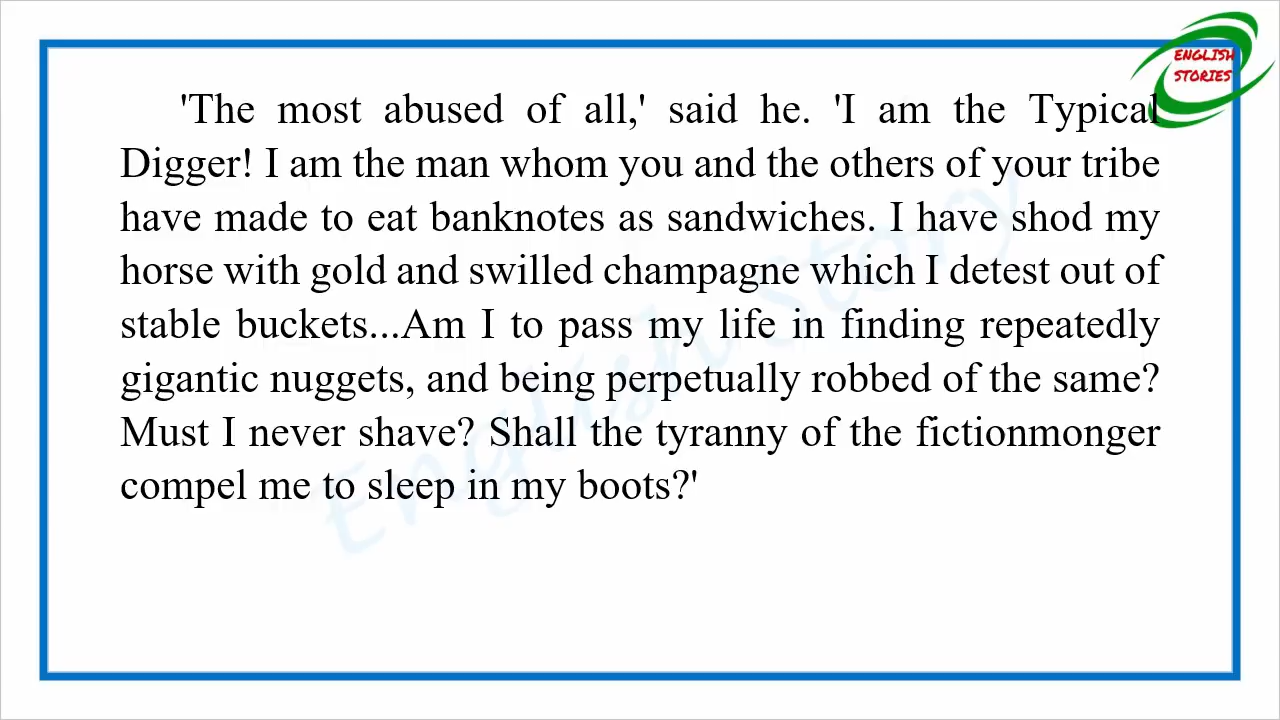 ENGLISH
STORIES
'The most abused of all,' said he. 'I am the Typical
Digger! I am the man whom you and the others of your tribe
have made to eat banknotes as sandwiches. I have shod my
horse with gold and swilled champagne which I detest out of
stable buckets...Am I to pass my life in finding repeatedly
gigantic nuggets, and being perpetually robbed of the same?
Must I never shave? Shall the tyranny of the fictionmonger
compel me to sleep in my boots?'
English Story